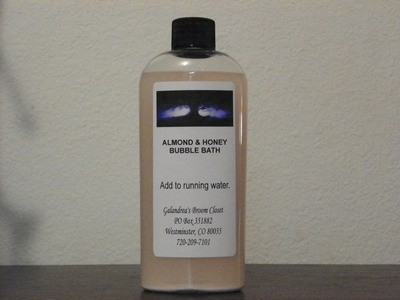 ALMOND & HONEY
BUBBLE BATH
Add to running water.
Galandrea's Broom Closet
PO Box 351882
Westminster, CO 80035
720-209-7101